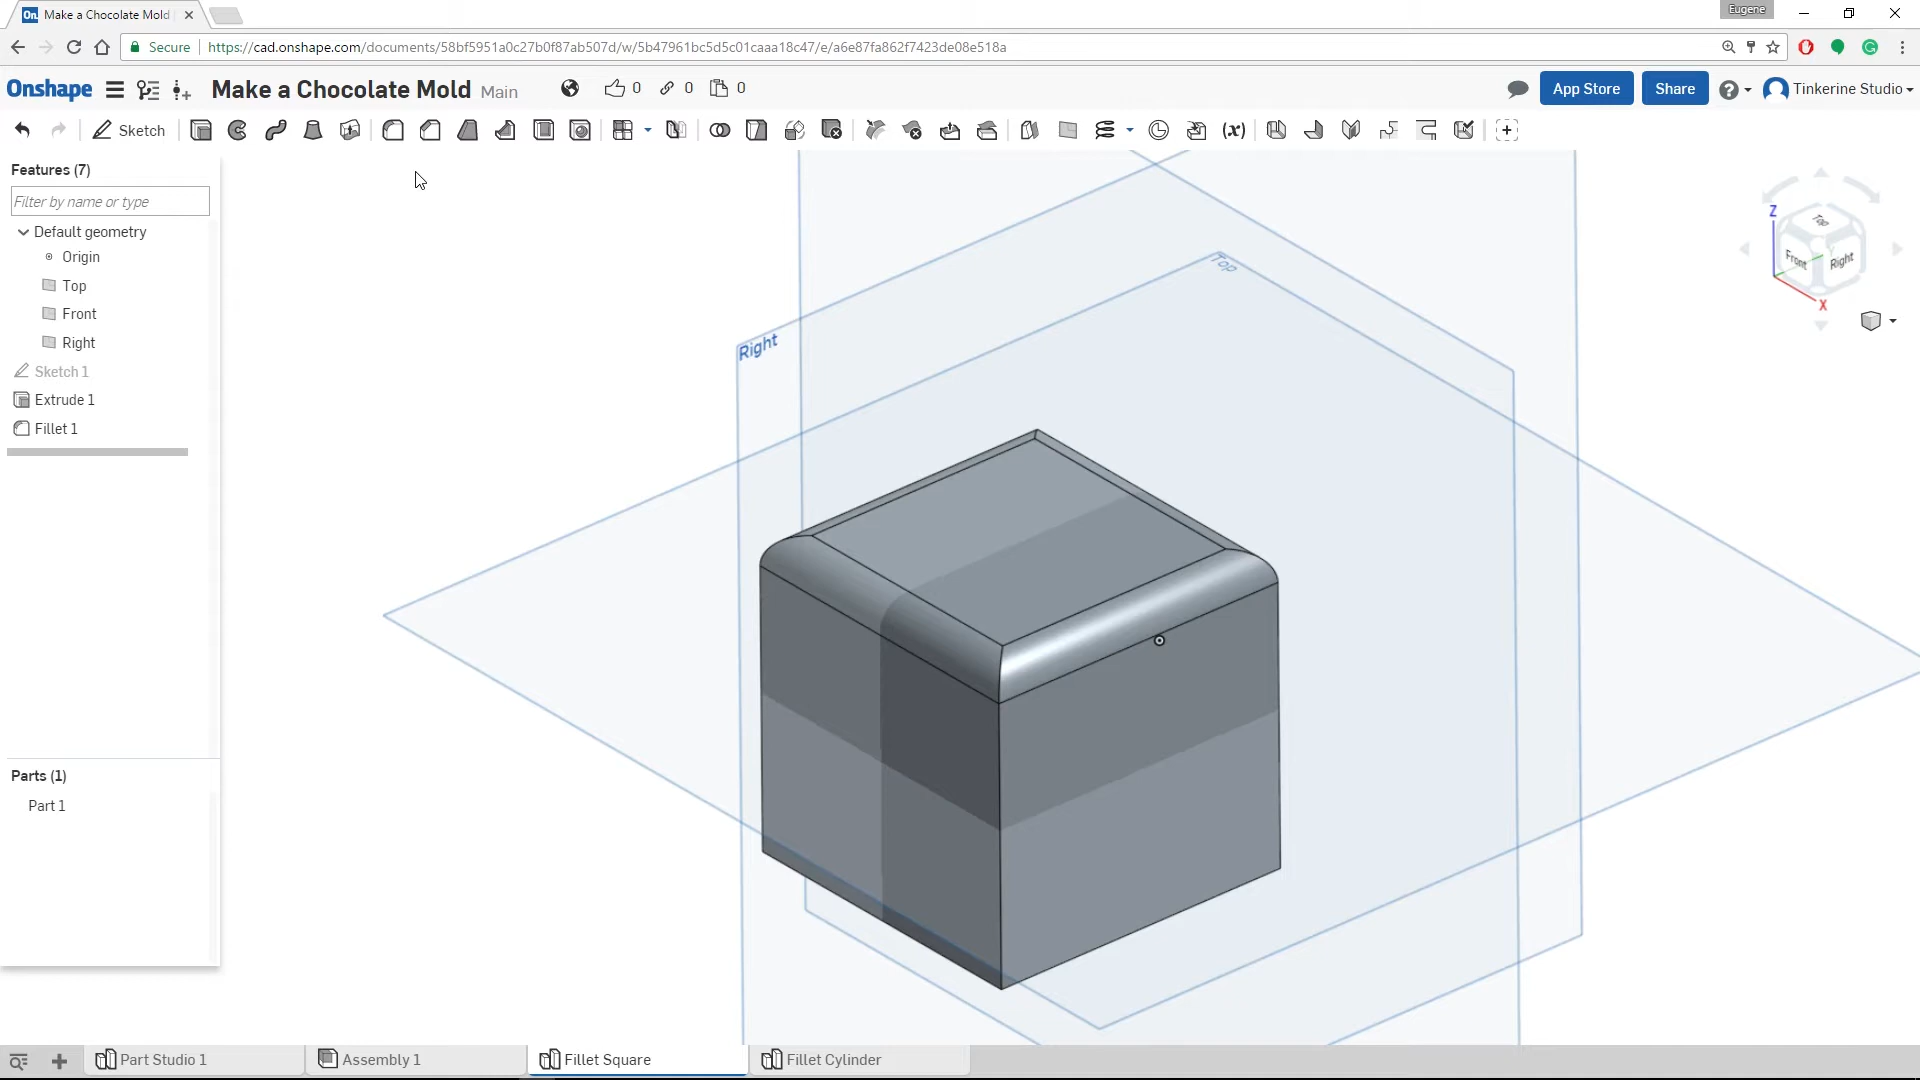 Make a Chocolate Mold
Eugene
Secure
https://cad.onshape.com/documents/58bf5951a0c27b0f87ab507d/w/5b47961bc5d5c01caaa18c47/e/a6e87fa862f7423de08e518a
Onshape
Make a Chocolate Mold Main
0
0
0
App Store
Share
Tinkerine Studio
Sketch
(x)
Features (7)
Filter by name or type
Default geometry
Origin
Top
Front
Right
Sketch 1
Extrude 1
Fillet 1
Parts (1)
Part 1
Top
Right
Z
Top
Front
Right
X
Part Studio 1
Assembly 1
Fillet Square
Fillet Cylinder